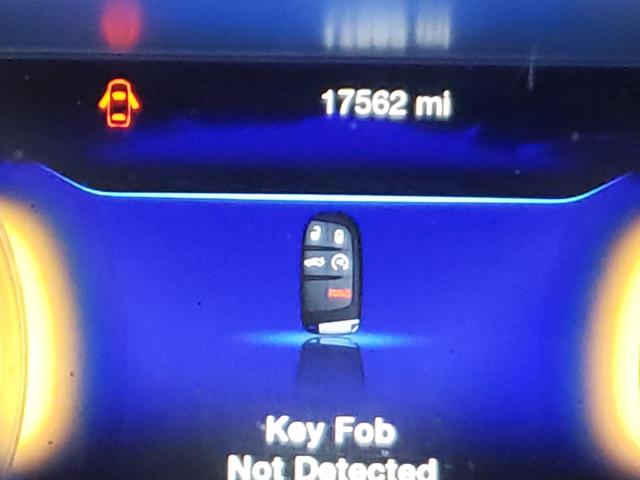 17562 mi
Key Fob
Not Detected